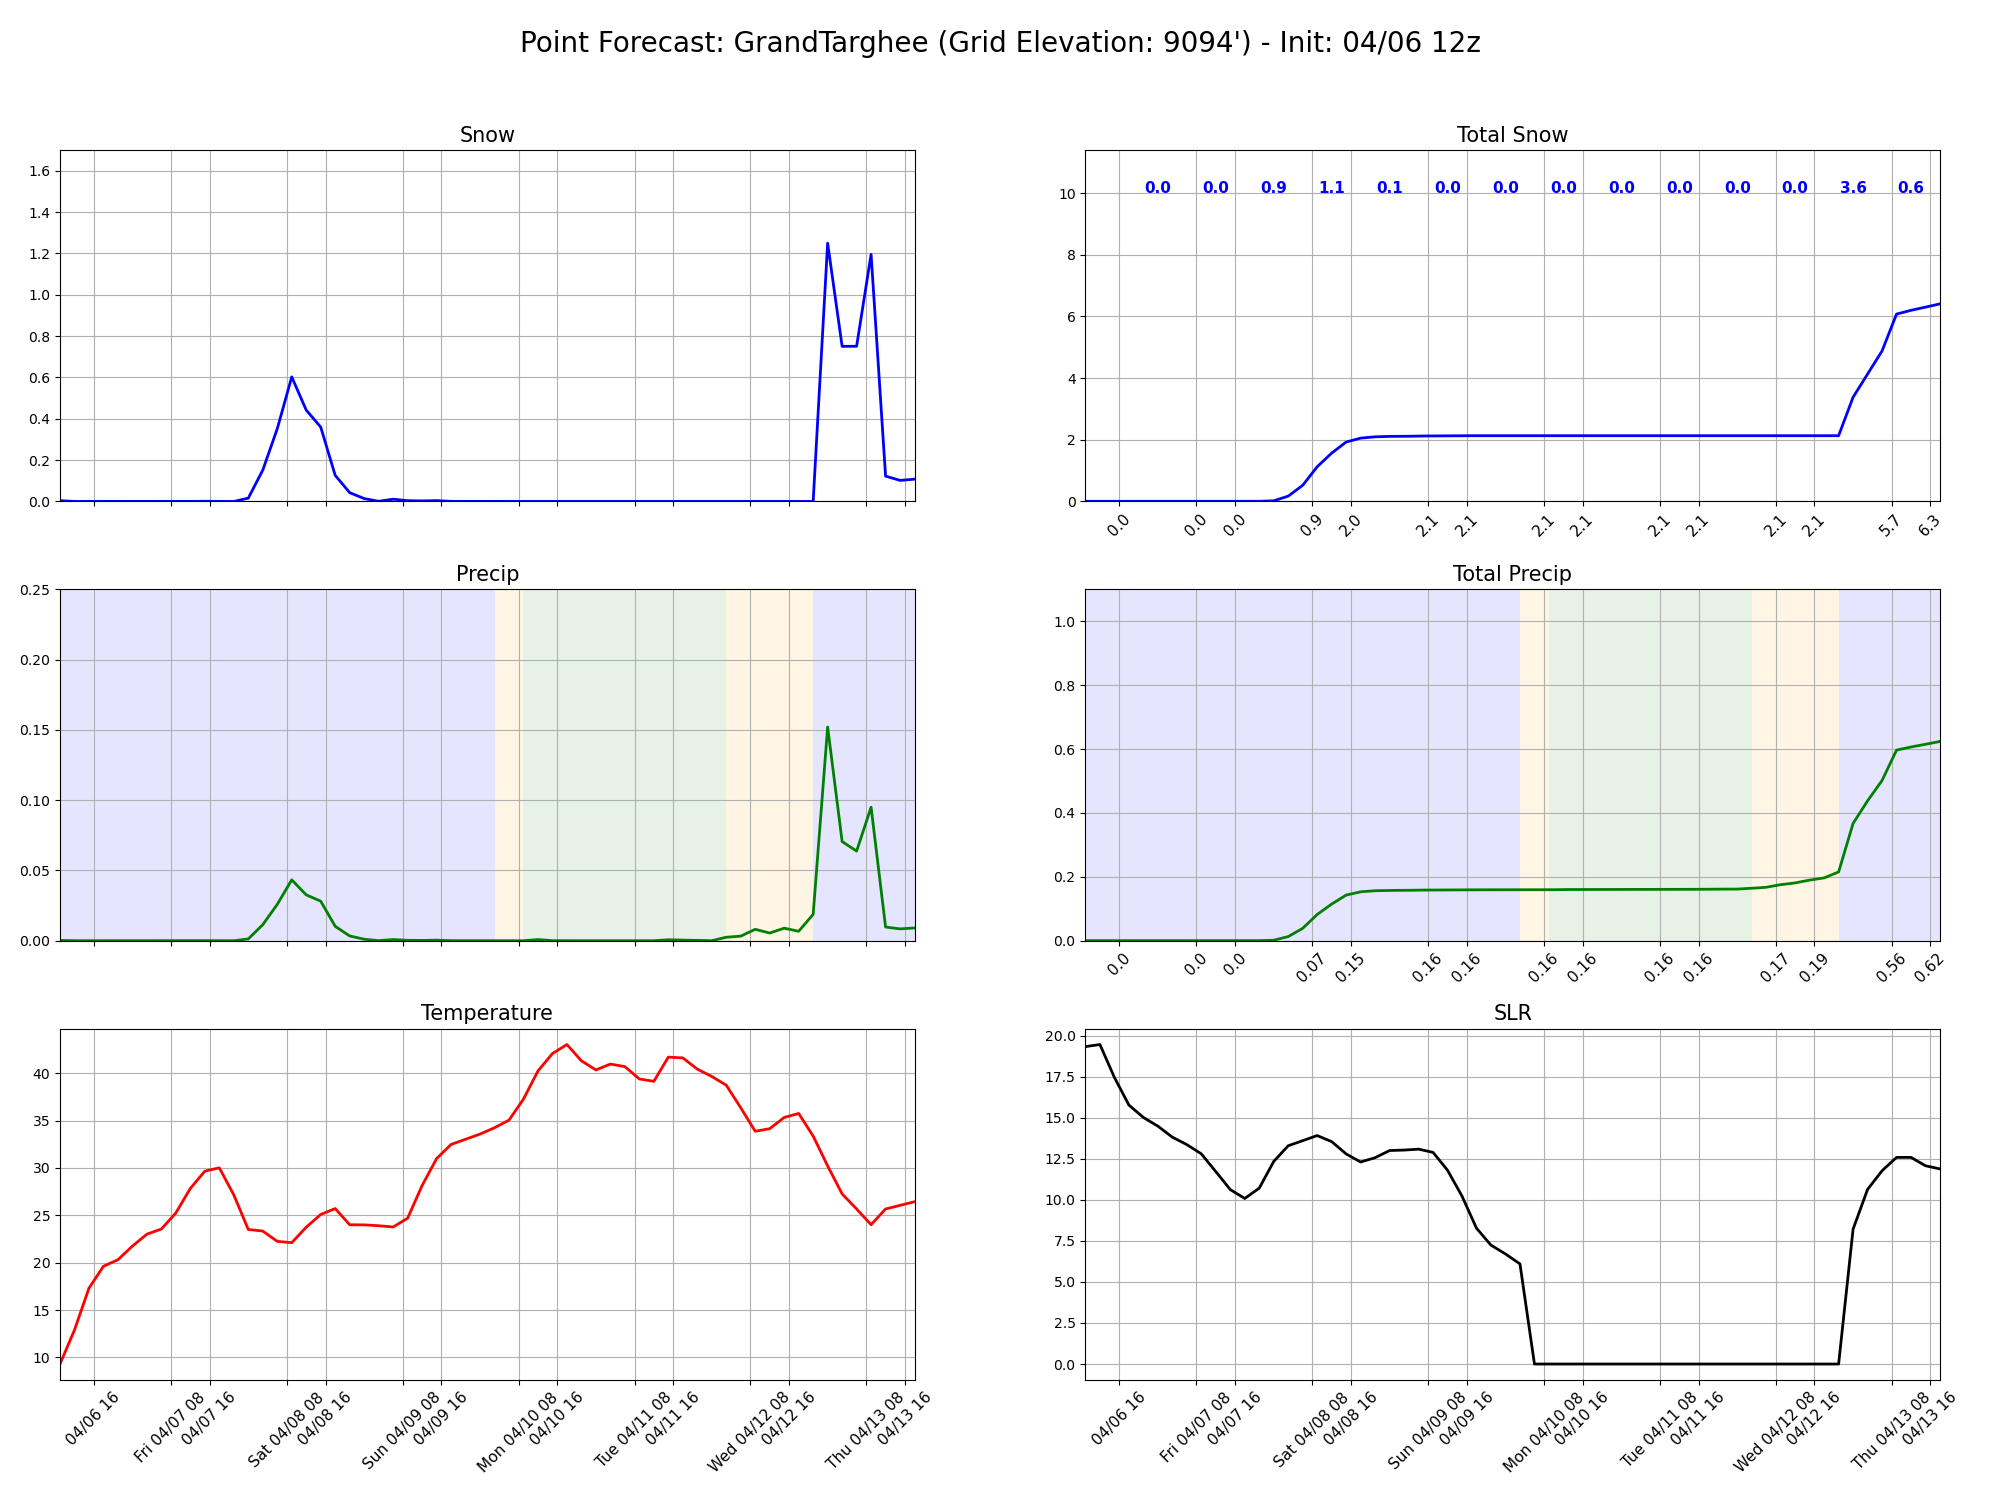 Point Forecast: GrandTarghee (Grid Elevation: 9094') - Init: 04/06 12z
Snow
1.6
1.4
1.2
1.0
0.8
0.6
0.4
0.2
0.0
Total Snow
10
8
6
4
2
0
0.0 0.0 0.9 1.1 0.1 0.0 0.0 0.0 0.0 0.0 0.0 0.0 3.6 0.6
0.0 0.0 0.0 0.9 2.0 2.1 2.1 2.1 2.1 2.1 2.1 2.1 2.1 5.7 6.3
Precip
0.25
0.20
0.15
0.10
0.05
0.00
Total Precip
1.0
0.8
0.6
0.4
0.2
0.0
0.0 0.0 0.0 0.07 0.15 0.16 0.16 0.16 0.16 0.16 0.16 0.17 0.19 0.56 0.62
Temperature
40
35
30
25
20
15
10
04/06 16
Fri 04/07 08
04/07 16
Sat 04/08 08
04/08 16
Sun 04/09 08
04/09 16
Mon 04/10 08
04/10 16
Tue 04/11 08
04/11 16
Wed 04/12 08
04/12 16
Thu 04/13 08
04/13 16
SLR
20.0
17.5
15.0
12.5
10.0
7.5
5.0
2.5
0.0
04/06 16
Fri 04/07 08
04/07 16
Sat 04/08 08
04/08 16
Sun 04/09 08
04/09 16
Mon 04/10 08
04/10 16
Tue 04/11 08
04/11 16
Wed 04/12 08
04/12 16
Thu 04/13 08
04/13 16